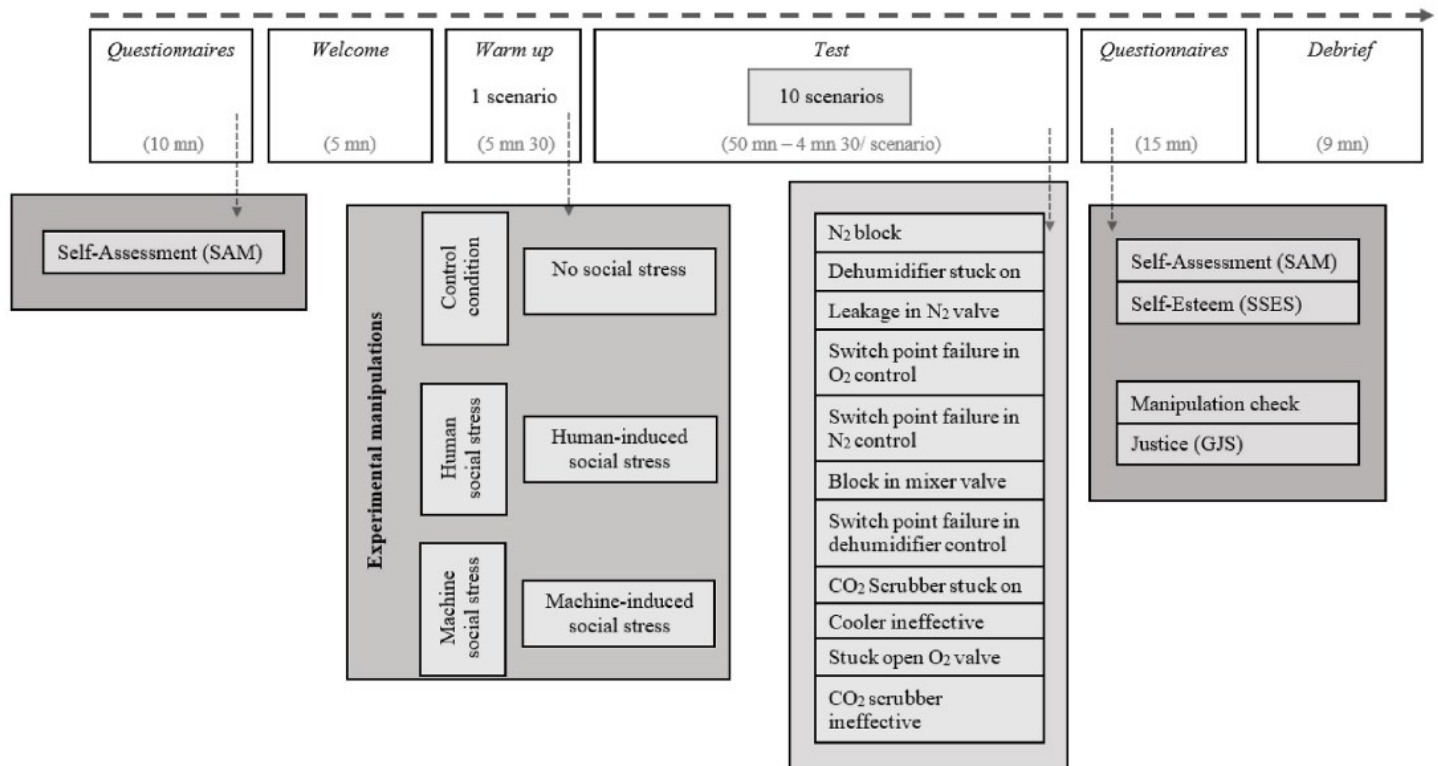 Questionnaires
(10 mn)
Welcome
(5 mn)
Warm up
1 scenario
(5 mn 30)
Test
10 scenarios
(50 mn – 4 mn 30/ scenario)
Questionnaires
(15 mn)
Debrief
(9 mn)
Self-Assessment (SAM)
Experimental manipulations
Control
condition
No social stress
Human
social stress
Human-induced
social stress
Machine
social stress
Machine-induced
social stress
N₂ block
Dehumidifier stuck on
Leakage in N₂ valve
Switch point failure in
O₂ control
Switch point failure in
N₂ control
Block in mixer valve
Switch point failure in
dehumidifier control
CO₂ Scrubber stuck on
Cooler ineffective
Stuck open O₂ valve
CO₂ scrubber
ineffective
Self-Assessment (SAM)
Self-Esteem (SSES)
Manipulation check
Justice (GJS)